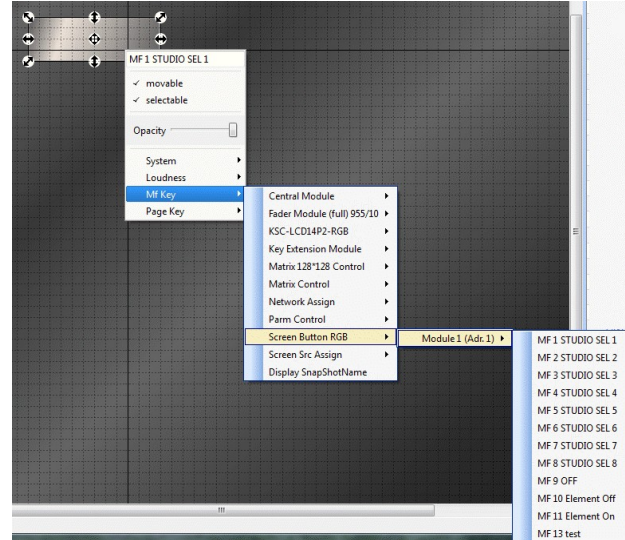 MF 1 STUDIO SEL 1
movable
selectable
Opacity
System
Loudness
Mf Key
Page Key
Central Module
Fader Module (full) 955/10
KSC-LCD14P2-RGB
Key Extension Module
Matrix 128*128 Control
Matrix Control
Network Assign
Parm Control
Screen Button RGB
Screen Src Assign
Display SnapShotName
Module 1 (Adr. 1)
MF 1 STUDIO SEL 1
MF 2 STUDIO SEL 2
MF 3 STUDIO SEL 3
MF 4 STUDIO SEL 4
MF 5 STUDIO SEL 5
MF 6 STUDIO SEL 6
MF 7 STUDIO SEL 7
MF 8 STUDIO SEL 8
MF 9 OFF
MF 10 Element Off
MF 11 Element On
MF 13 test